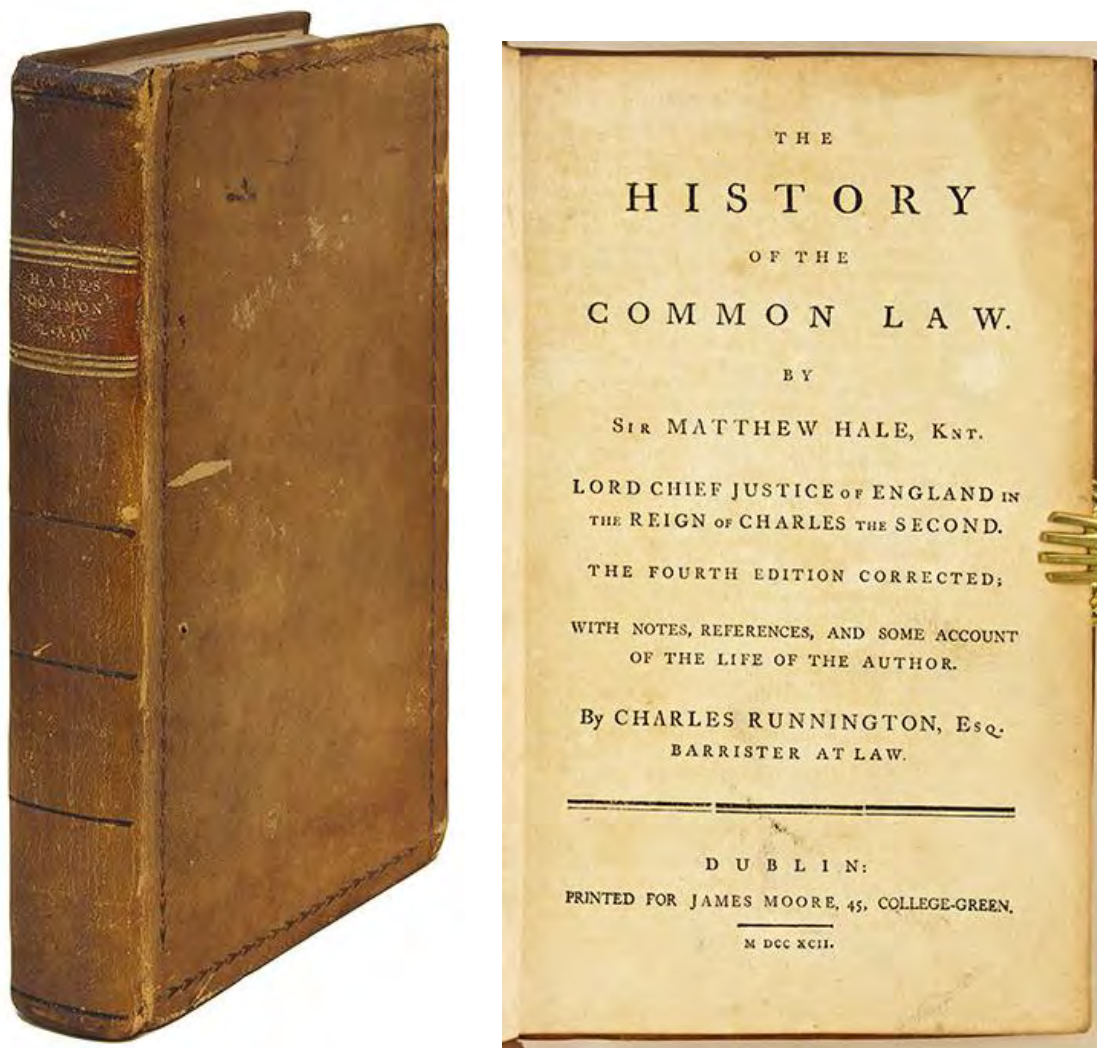 HALE'S
COMMON
LAW
THE
HISTORY
OF THE
COMMON LAW.
BY
SIR MATTHEW HALE, KNT.
LORD CHIEF JUSTICE OF ENGLAND IN
THE REIGN OF CHARLES THE SECOND.
THE FOURTH EDITION CORRECTED;
WITH NOTES, REFERENCES, AND SOME ACCOUNT
OF THE LIFE OF THE AUTHOR.
By CHARLES RUNNINGTON, ESQ.
BARRISTER AT LAW.
DUBLIN:
PRINTED FOR JAMES MOORE, 45, COLLEGE-GREEN.
M DCC XCII.